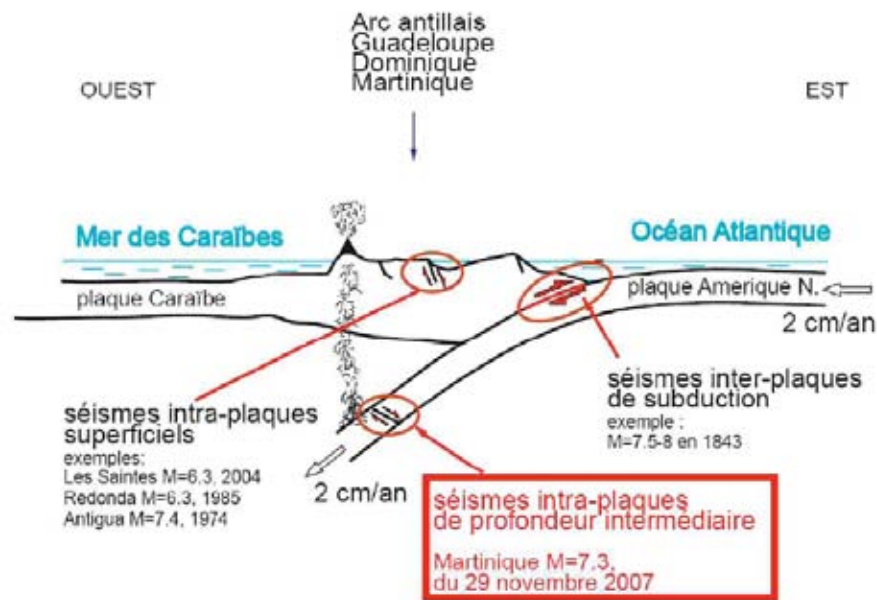 Arc antillais
Guadeloupe
Dominique
Martinique
OUEST
EST
Mer des Caraïbes
Océan Atlantique
plaque Caraïbe
plaque Amerique N.
2 cm/an
séismes intra-plaques
superficiels
exemples:
Les Saintes M=6.3, 2004
Redonda M=6.3, 1985
Antigua M=7.4, 1974
2 cm/an
séismes inter-plaques
de subduction
exemple :
M=7.5-8 en 1843
séismes intra-plaques
de profondeur intermédiaire
Martinique M=7.3,
du 29 novembre 2007